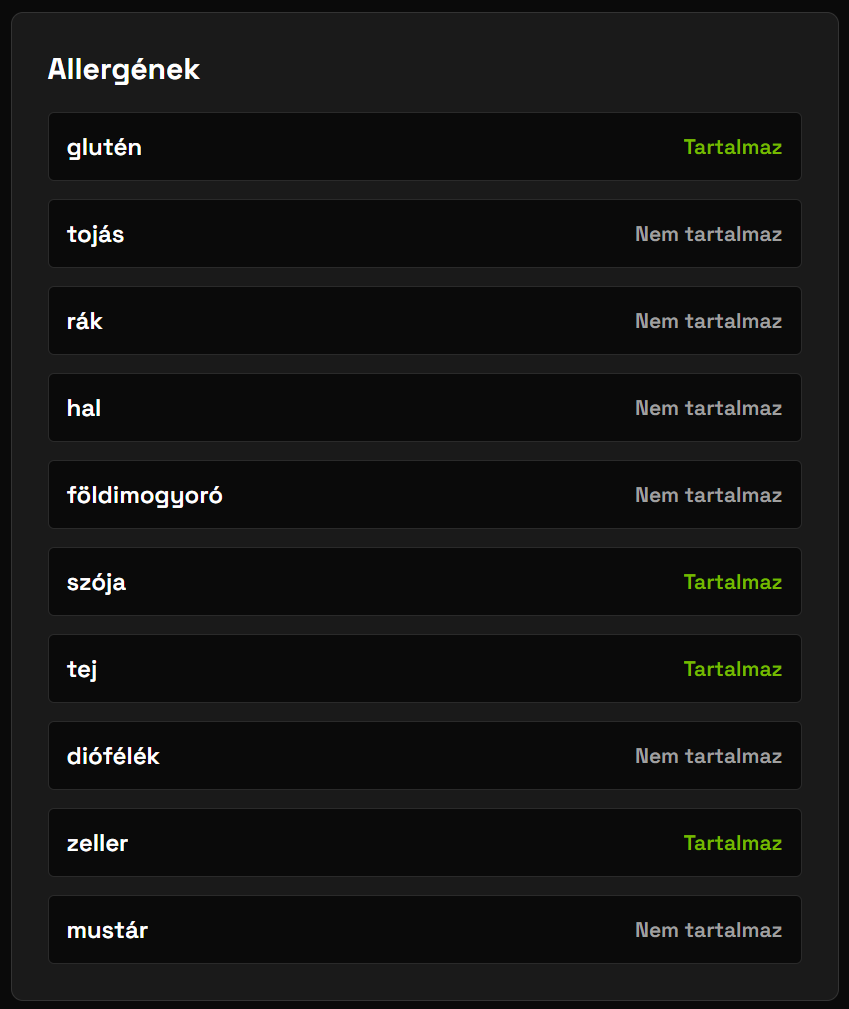 Allergének
glutén Tartalmaz
tojás Nem tartalmaz
rák Nem tartalmaz
hal Nem tartalmaz
földimogyoró Nem tartalmaz
szója Tartalmaz
tej Tartalmaz
diófélék Nem tartalmaz
zeller Tartalmaz
mustár Nem tartalmaz